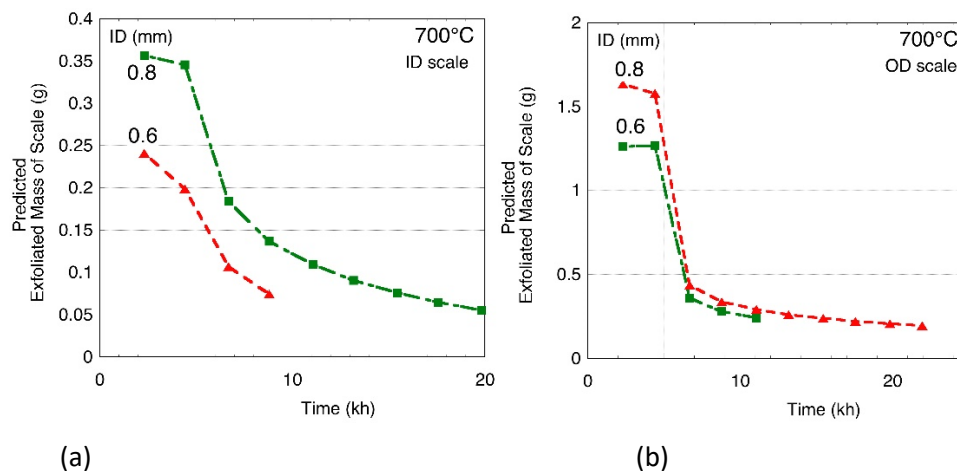 0.4
ID (mm)
700°C
0.35
0.8
ID scale
0.3
0.6
0.25
0.2
0.15
0.1
0.05
0
Predicted
Exfoliated Mass of Scale (g)
0
10
20
Time (kh)
(a)
2
ID (mm)
700°C
0.8
OD scale
1.5
0.6
1
0.5
0
Predicted
Exfoliated Mass of Scale (g)
0
10
20
Time (kh)
(b)